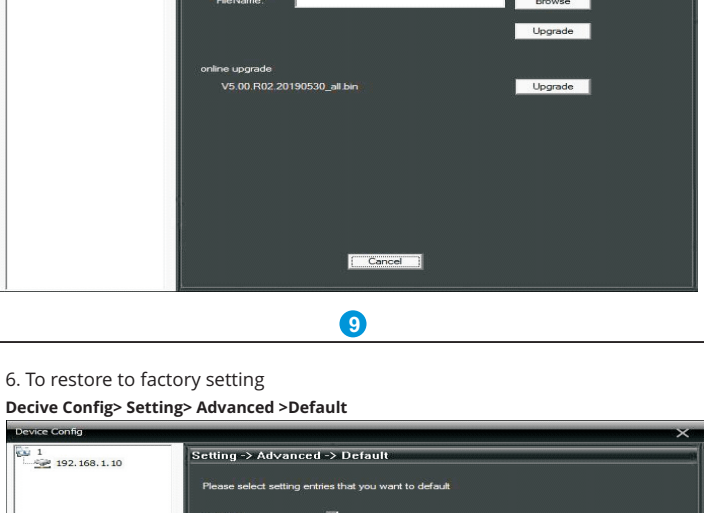 FileName:
Browse
Upgrade
online upgrade
V5.00.R02.20190530_all.bin
Upgrade
Cancel
9
6. To restore to factory setting
Decive Config> Setting> Advanced >Default
Device Config
1
192.168.1.10
Setting -> Advanced -> Default
Please select setting entries that you want to default